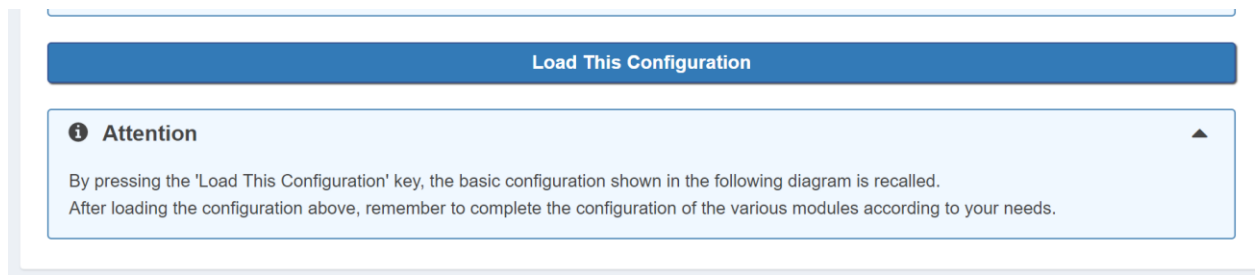 Load This Configuration
Attention
By pressing the 'Load This Configuration' key, the basic configuration shown in the following diagram is recalled.
After loading the configuration above, remember to complete the configuration of the various modules according to your needs.